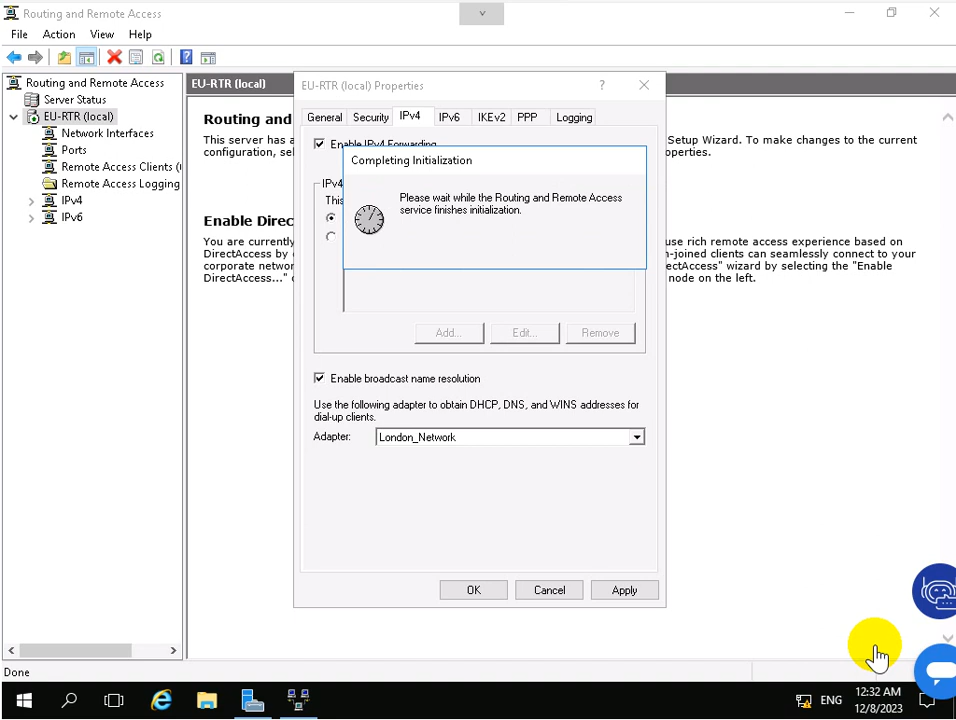 Routing and Remote Access
File Action View Help
Routing and Remote Access
Server Status
EU-RTR (local)
Network Interfaces
Ports
Remote Access Clients (
Remote Access Logging
IPv4
IPv6
EU-RTR (local)
Routing and
This server has a
configuration, sel
Setup Wizard. To make changes to the current
operties.
Enable Direc
You are currently
DirectAccess by
corporate netwo
DirectAccess..."
use rich remote access experience based on
n-joined clients can seamlessly connect to your
ectAccess" wizard by selecting the "Enable
node on the left.
EU-RTR (local) Properties
?
General Security IPv4 IPv6 IKEv2 PPP Logging
Enable IPv4 Forwarding
IPv4
This
Completing Initialization
Please wait while the Routing and Remote Access
service finishes initialization.
Add... Edit... Remove
Enable broadcast name resolution
Use the following adapter to obtain DHCP, DNS, and WINS addresses for
dial-up clients.
Adapter: London_Network
OK Cancel Apply
Done
ENG
12:32 AM
12/8/2023